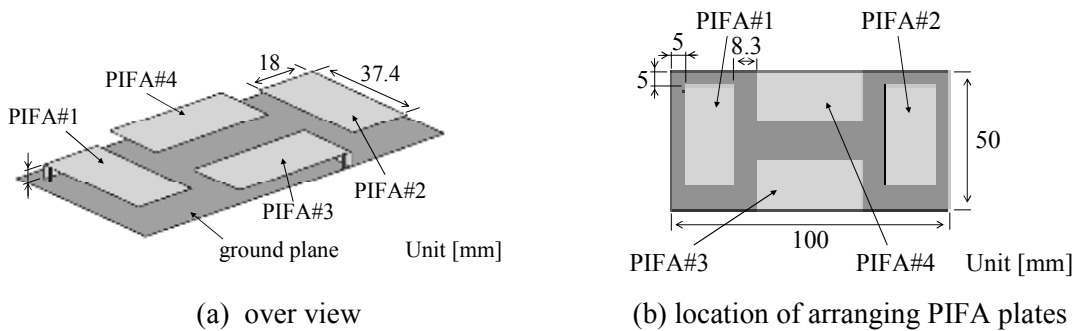 PIFA#4
18
37.4
PIFA#1
PIFA#2
PIFA#3
ground plane
Unit [mm]
(a) over view
PIFA#1
PIFA#2
5
8.3
5
50
100
PIFA#3
PIFA#4
Unit [mm]
(b) location of arranging PIFA plates